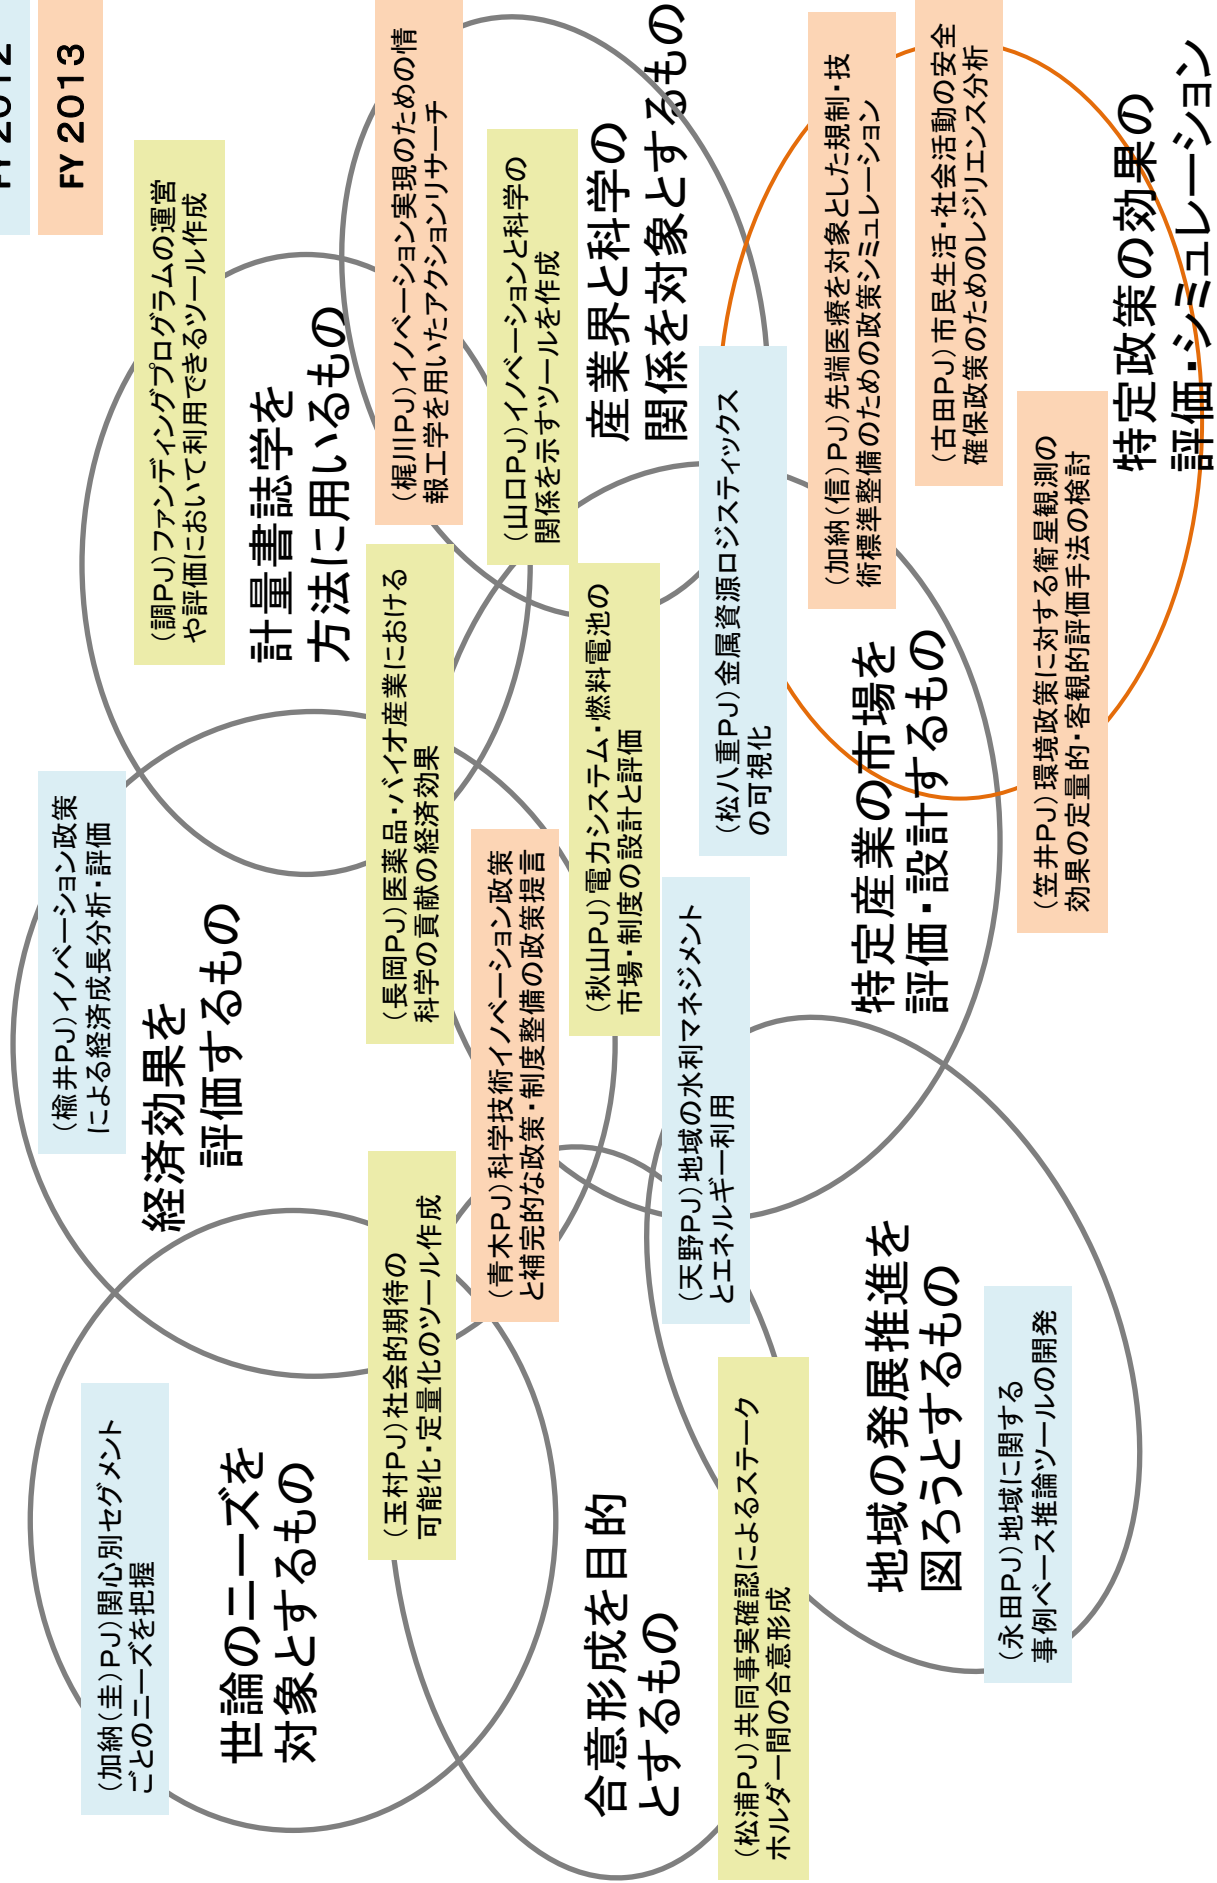 FY 2012
FY 2013
(楡井PJ)イノベーション政策
による経済成長分析・評価
(加納(圭)PJ)関心別セグメント
ごとのニーズを把握
(調PJ)ファンディングプログラムの運営
や評価において利用できるツール作成
経済効果を
評価するもの
世論のニーズを
対象とするもの
計量書誌学を
方法に用いるもの
(玉村PJ)社会的期待の
可能化・定量化のツール作成
(長岡PJ)医薬品・バイオ産業における
科学の貢献の経済効果
(梶川PJ)イノベーション実現のための情
報工学を用いたアクションリサーチ
(青木PJ)科学技術イノベーション政策
と補完的な政策・制度整備の政策提言
(山口PJ)イノベーションと科学の
関係を示すツールを作成
合意形成を目的
とするもの
(秋山PJ)電力システム・燃料電池の
市場・制度の設計と評価
産業界と科学の
関係を対象とするもの
(天野PJ)地域の水利マネジメント
とエネルギー利用
(松八重PJ)金属資源ロジスティックス
の可視化
(松浦PJ)共同事実確認によるステーク
ホルダー間の合意形成
(加納(信)PJ)先端医療を対象とした規制・技
術標準整備のための政策シミュレーション
地域の発展推進を
図ろうとするもの
特定産業の市場を
評価・設計するもの
(古田PJ)市民生活・社会活動の安全
確保政策のためのレジリエンス分析
(永田PJ)地域に関する
事例ベース推論ツールの開発
(笠井PJ)環境政策に対する衛星観測の
効果の定量的・客観的評価手法の検討
特定政策の効果の
評価・シミュレーション